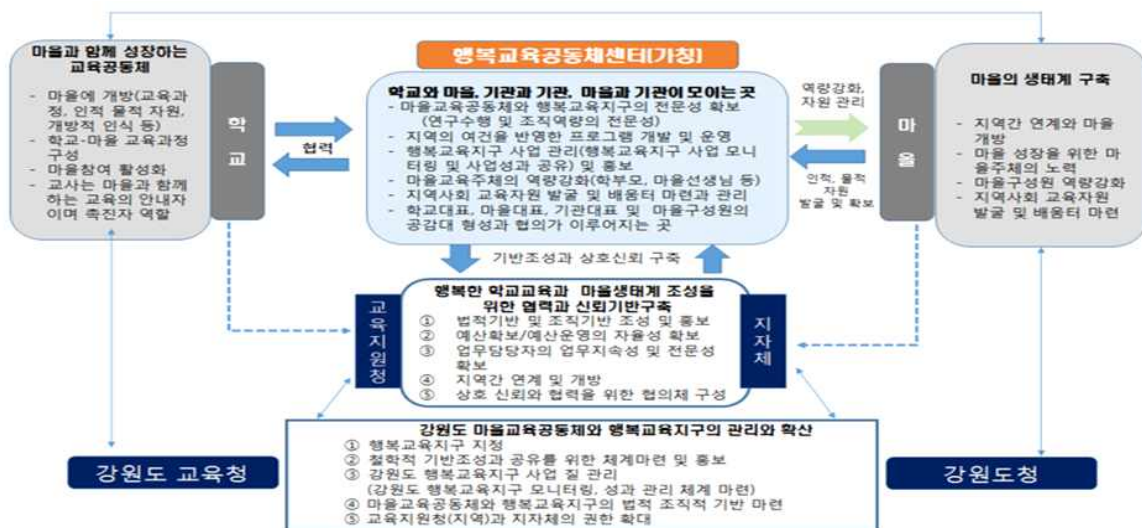 행복교육공동체센터[가칭]
마을과 함께 성장하는
교육공동체
- 마을에 개방(교육과
정, 인적 물적 자원,
개방적 인식 등)
- 학교-마을 교육과정
구성
- 마을참여 활성화
- 교사는 마을과 함께
하는 교육의 안내자
이며 촉진자 역할
학교
협력
학교와 마을, 기관과 기관, 마을과 기관이 모이는 곳
- 마을교육공동체와 행복교육지구의 전문성 확보
(연구수행 및 조직역량의 전문성)
- 지역의 여건을 반영한 프로그램 개발 및 운영
- 행복교육지구 사업 관리(행복교육지구 사업 모니
터링 및 사업성과 공유) 및 홍보
- 마을교육주체의 역량강화(학부모, 마을선생님 등)
- 지역사회 교육자원 발굴 및 배움터 마련과 관리
- 학교대표, 마을대표, 기관대표 및 마을구성원의
공감대 형성과 협의가 이루어지는 곳
역량강화,
자원 관리
인적, 물적
자원
발굴 및 확보
마을
마을의 생태계 구축
- 지역간 연계와 마을
개방
- 마을 성장을 위한 마
을주체의 노력
- 마을구성원 역량강화
- 지역사회 교육자원
발굴 및 배움터 마련
기반조성과 상호신뢰 구축
교육지원청
행복한 학교교육과 마을생태계 조성을
위한 협력과 신뢰기반구축
① 법적기반 및 조직기반 조성 및 홍보
② 예산확보/예산운영의 자율성 확보
③ 업무담당자의 업무지속성 및 전문성
확보
④ 지역간 연계 및 개방
⑤ 상호 신뢰와 협력을 위한 협의체 구성
지자체
강원도 교육청
강원도 마을교육공동체와 행복교육지구의 관리와 확산
① 행복교육지구 지정
② 철학적 기반조성과 공유를 위한 체계마련 및 홍보
③ 강원도 행복교육지구 사업 질 관리
(강원도 행복교육지구 모니터링, 성과 관리 체계 마련)
④ 마을교육공동체와 행복교육지구의 법적 조직적 기반 마련
⑤ 교육지원청(지역)과 지자체의 권한 확대
강원도청